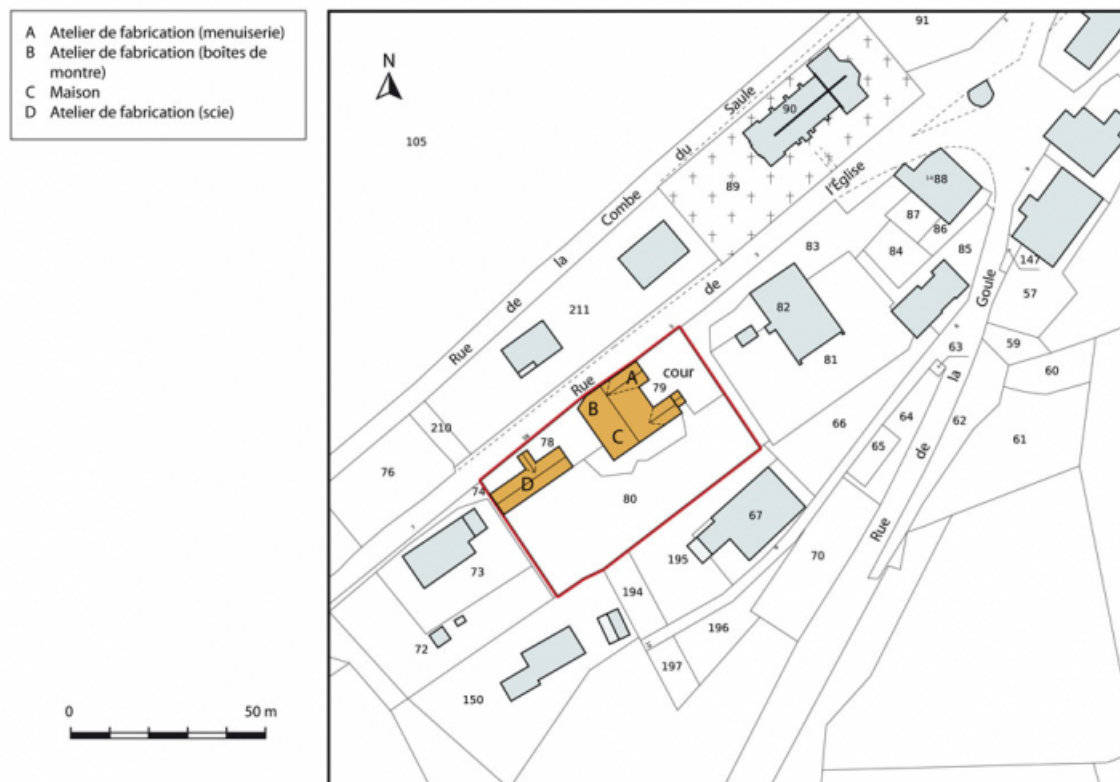 A Atelier de fabrication (menuiserie)
B Atelier de fabrication (boîtes de
montre)
C Maison
D Atelier de fabrication (scie)
0 50 m
N
105
91
90
89
Rue de la Combe du Saule
Rue de l'Église
Rue de la Goule
88
87
86
85
84
83
82
81
211
210
76
A
B
C
D
cour
79
78
74
80
73
72
150
67
195
194
196
197
70
66
65
64
63
62
61
60
59
57
147